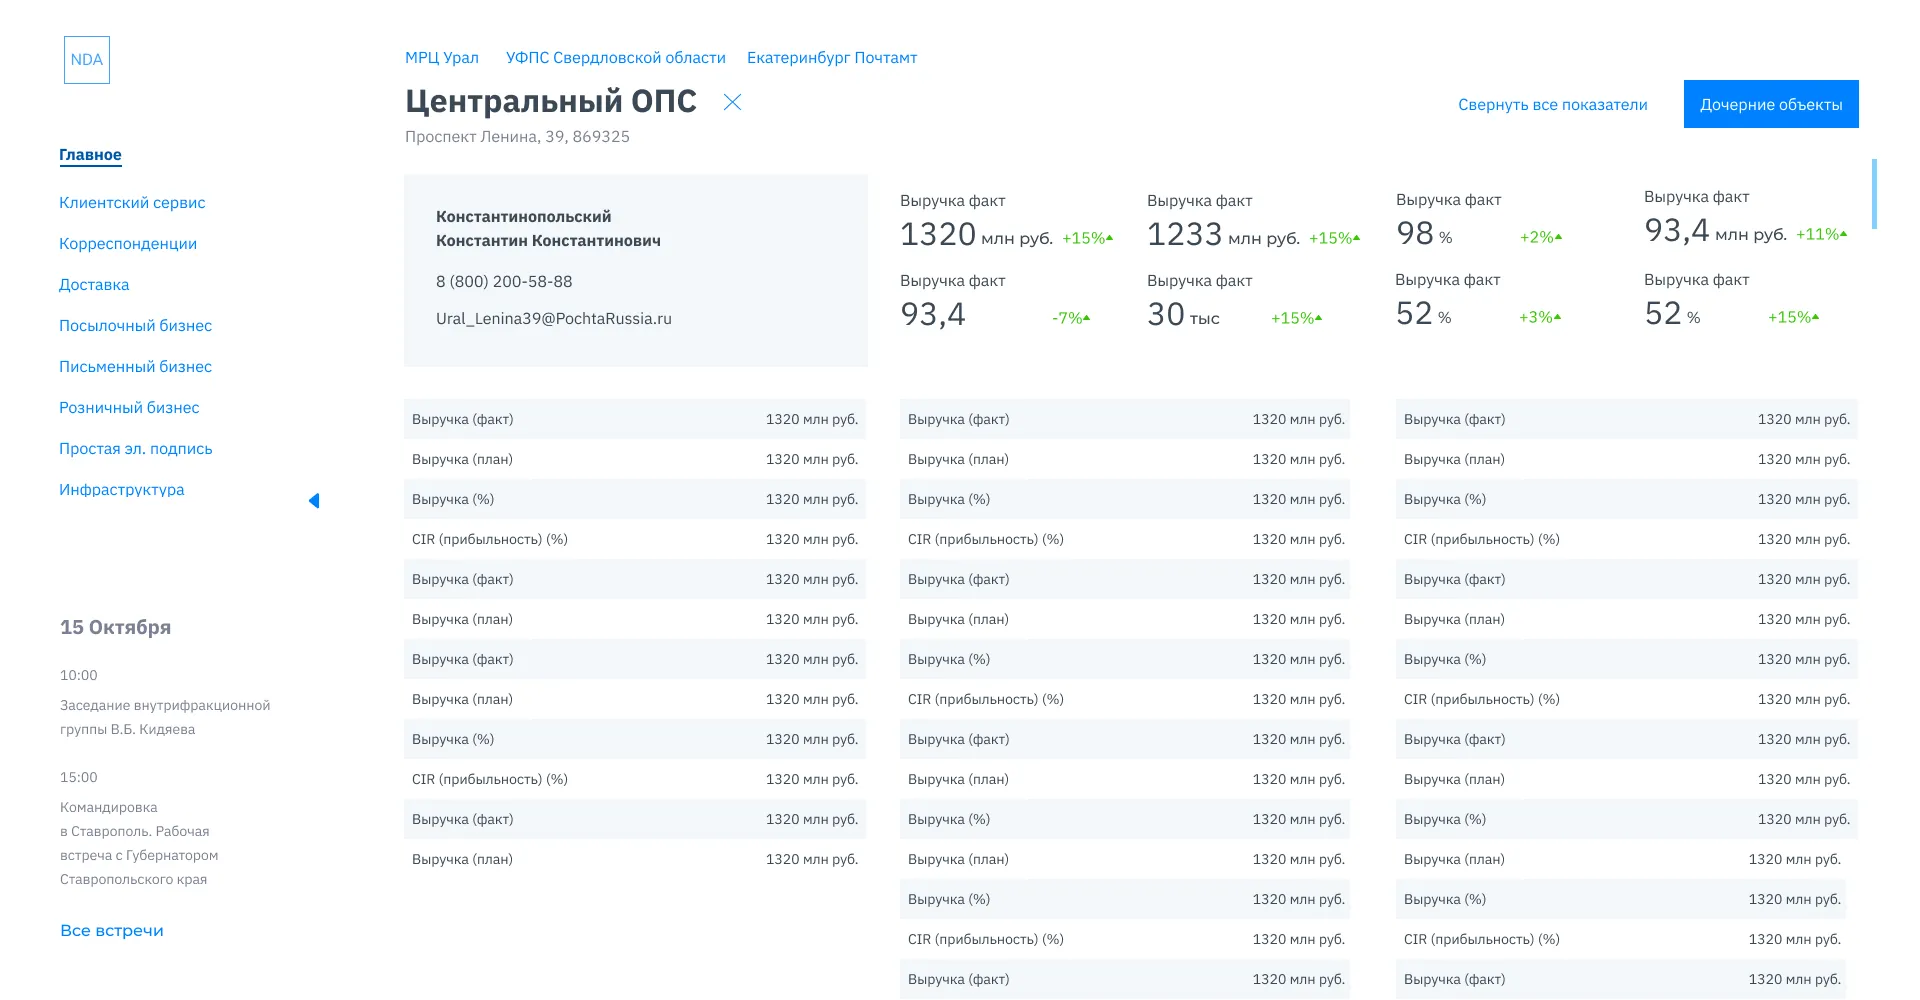 NDA
Главное
Клиентский сервис
Корреспонденции
Доставка
Посылочный бизнес
Письменный бизнес
Розничный бизнес
Простая эл. подпись
Инфраструктура
15 Октября
10:00
Заседание внутрифракционной
группы В.Б. Кидяева
15:00
Командировка
в Ставрополь. Рабочая
встреча с Губернатором
Ставропольского края
Все встречи
МРЦ Урал УФПС Свердловской области Екатеринбург Почтамт
Центральный ОПС
Проспект Ленина, 39, 869325
Свернуть все показатели
Дочерние объекты
Константинопольский
Константин Константинович
8 (800) 200-58-88
Ural_Lenina39@PochtaRussia.ru
Выручка факт
1320 млн руб. +15%
Выручка факт
1233 млн руб. +15%
Выручка факт
98 % +2%
Выручка факт
93,4 млн руб. +11%
Выручка факт
93,4 -7%
Выручка факт
30 тыс +15%
Выручка факт
52 % +3%
Выручка факт
52 % +15%
Выручка (факт) 1320 млн руб.
Выручка (план) 1320 млн руб.
Выручка (%) 1320 млн руб.
CIR (прибыльность) (%) 1320 млн руб.
Выручка (факт) 1320 млн руб.
Выручка (план) 1320 млн руб.
Выручка (факт) 1320 млн руб.
Выручка (план) 1320 млн руб.
Выручка (%) 1320 млн руб.
CIR (прибыльность) (%) 1320 млн руб.
Выручка (факт) 1320 млн руб.
Выручка (план) 1320 млн руб.
Выручка (факт) 1320 млн руб.
Выручка (план) 1320 млн руб.
Выручка (%) 1320 млн руб.
CIR (прибыльность) (%) 1320 млн руб.
Выручка (факт) 1320 млн руб.
Выручка (план) 1320 млн руб.
Выручка (%) 1320 млн руб.
CIR (прибыльность) (%) 1320 млн руб.
Выручка (факт) 1320 млн руб.
Выручка (план) 1320 млн руб.
Выручка (%) 1320 млн руб.
Выручка (план) 1320 млн руб.
Выручка (%) 1320 млн руб.
CIR (прибыльность) (%) 1320 млн руб.
Выручка (факт) 1320 млн руб.
Выручка (факт) 1320 млн руб.
Выручка (план) 1320 млн руб.
Выручка (%) 1320 млн руб.
CIR (прибыльность) (%) 1320 млн руб.
Выручка (факт) 1320 млн руб.
Выручка (план) 1320 млн руб.
Выручка (%) 1320 млн руб.
CIR (прибыльность) (%) 1320 млн руб.
Выручка (факт) 1320 млн руб.
Выручка (план) 1320 млн руб.
Выручка (%) 1320 млн руб.
Выручка (план) 1320 млн руб.
Выручка (%) 1320 млн руб.
CIR (прибыльность) (%) 1320 млн руб.
Выручка (факт) 1320 млн руб.